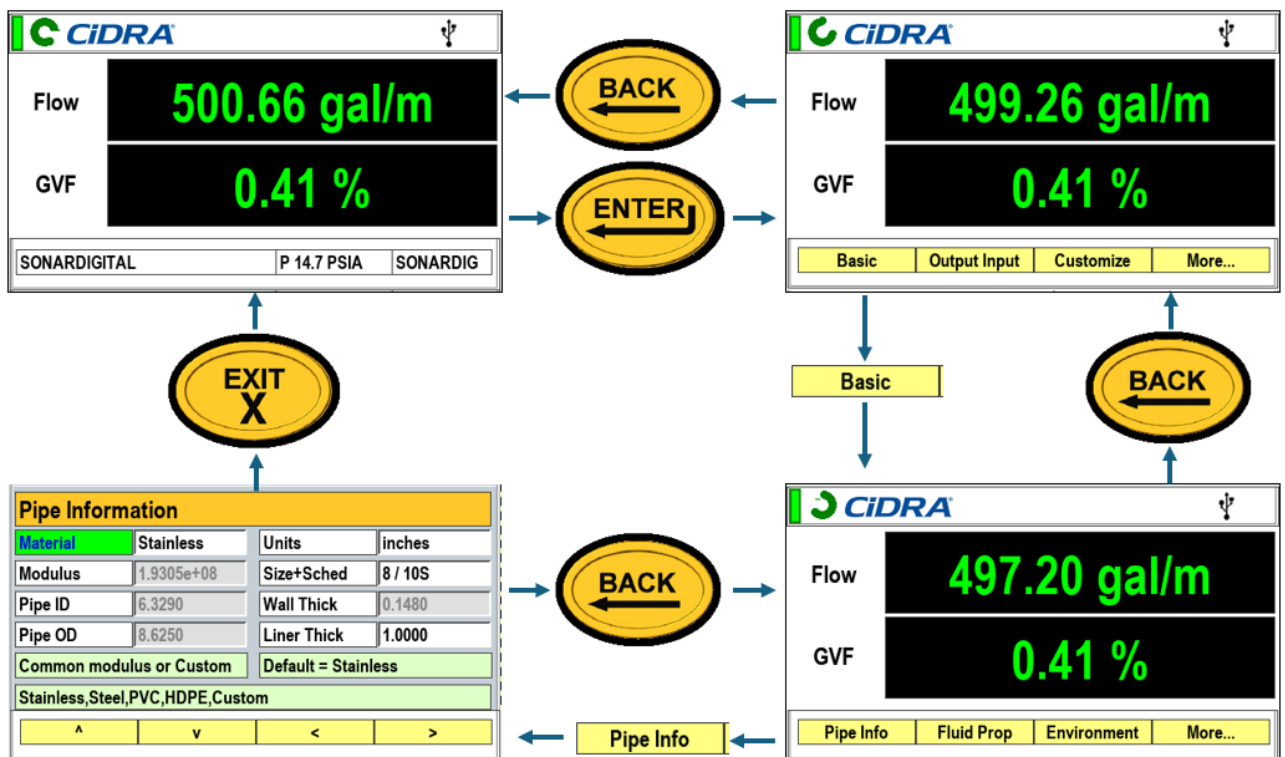 CiDRA
Flow 500.66 gal/m
GVF 0.41 %
SONARDIGITAL P 14.7 PSIA SONARDIG
BACK
ENTER
CiDRA
Flow 499.26 gal/m
GVF 0.41 %
Basic Output Input Customize More...
EXIT
X
Basic
BACK
Pipe Information
Material Stainless Units inches
Modulus 1.9305e+08 Size+Sched 8 / 10S
Pipe ID 6.3290 Wall Thick 0.1480
Pipe OD 8.6250 Liner Thick 1.0000
Common modulus or Custom Default = Stainless
Stainless,Steel,PVC,HDPE,Custom
^ v < >
BACK
Pipe Info
CiDRA
Flow 497.20 gal/m
GVF 0.41 %
Pipe Info Fluid Prop Environment More...